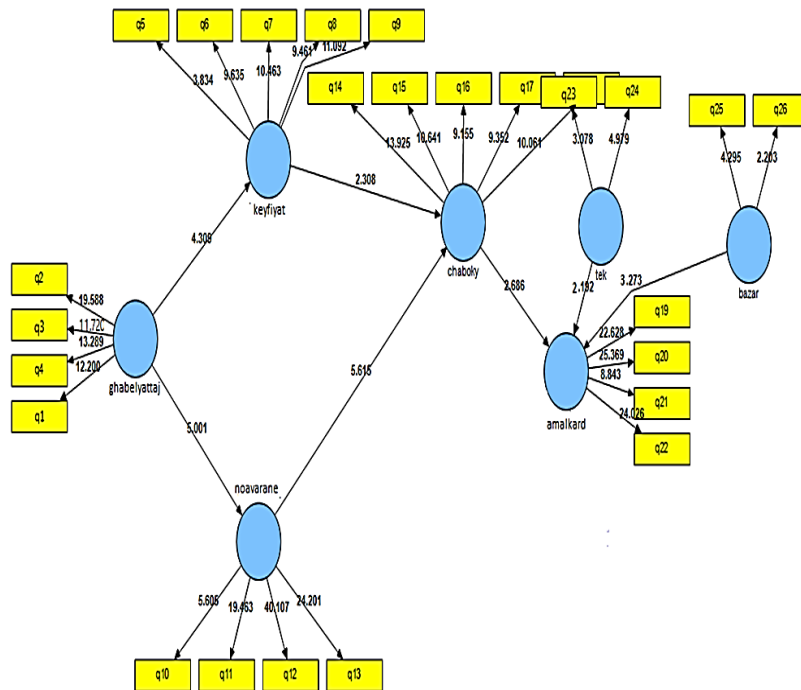 q5
q6
q7
q8
q9
3.834
9.635
10.463
9.461
11.092
keyfiyat
q14
q15
q16
q17
q23
q24
13.925
10.641
9.155
9.352
10.061
3.078
4.979
q25
q26
4.295
2.203
2.308
chaboky
tek
bazar
4.309
2.686
2.192
3.273
q2
q3
q4
q1
19.588
11.720
13.289
12.200
ghabelyattaj
q19
q20
q21
q22
22.628
25.369
8.843
24.026
amalkard
5.615
5.001
noavarane
5.605
19.463
40.107
24.201
q10
q11
q12
q13